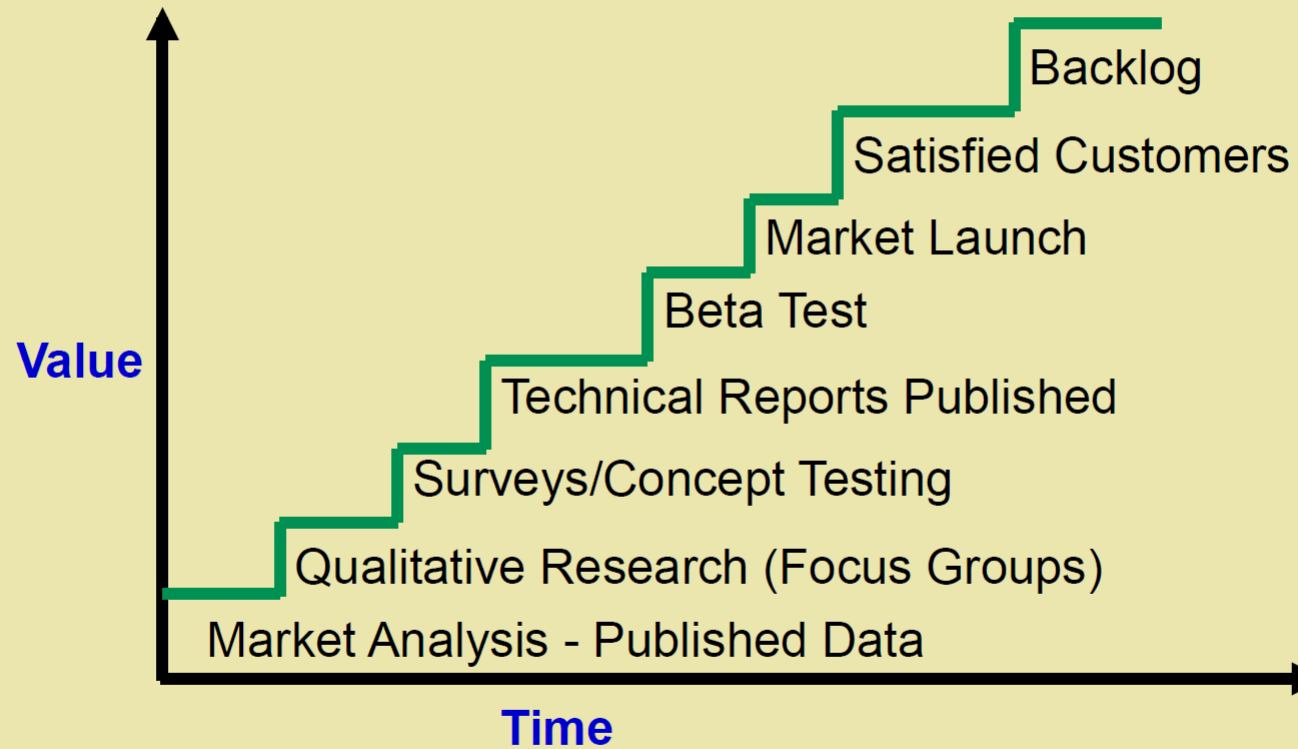 Backlog
Satisfied Customers
Market Launch
Beta Test
Value
Technical Reports Published
Surveys/Concept Testing
Qualitative Research (Focus Groups)
Market Analysis - Published Data
Time